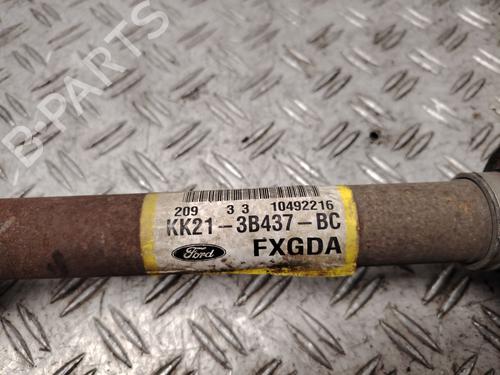 B-PARTS
209 3 3 10492216
KK21-3B437-BC
Ford FXGDA